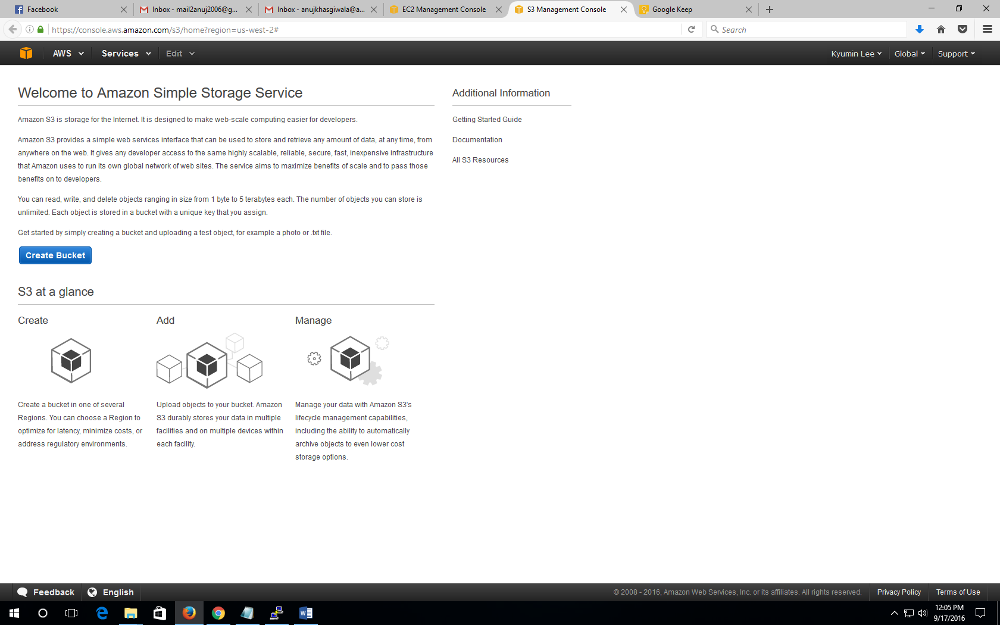 Facebook
Inbox - mail2anuj2006@g...
Inbox - anujkhasgiwala@a...
EC2 Management Console
S3 Management Console
Google Keep
https://console.aws.amazon.com/s3/home?region=us-west-2#
Search
AWS
Services
Edit
Kyumin Lee
Global
Support
Welcome to Amazon Simple Storage Service
Amazon S3 is storage for the Internet. It is designed to make web-scale computing easier for developers.
Amazon S3 provides a simple web services interface that can be used to store and retrieve any amount of data, at any time, from
anywhere on the web. It gives any developer access to the same highly scalable, reliable, secure, fast, inexpensive infrastructure
that Amazon uses to run its own global network of web sites. The service aims to maximize benefits of scale and to pass those
benefits on to developers.
You can read, write, and delete objects ranging in size from 1 byte to 5 terabytes each. The number of objects you can store is
unlimited. Each object is stored in a bucket with a unique key that you assign.
Get started by simply creating a bucket and uploading a test object, for example a photo or .txt file.
Create Bucket
Additional Information
Getting Started Guide
Documentation
All S3 Resources
S3 at a glance
Create
Create a bucket in one of several
Regions. You can choose a Region to
optimize for latency, minimize costs, or
address regulatory environments.
Add
Upload objects to your bucket. Amazon
S3 durably stores your data in multiple
facilities and on multiple devices within
each facility.
Manage
Manage your data with Amazon S3's
lifecycle management capabilities,
including the ability to automatically
archive objects to even lower cost
storage options.
Feedback
English
© 2008 - 2016, Amazon Web Services, Inc. or its affiliates. All rights reserved.
Privacy Policy
Terms of Use
12:05 PM
9/17/2016